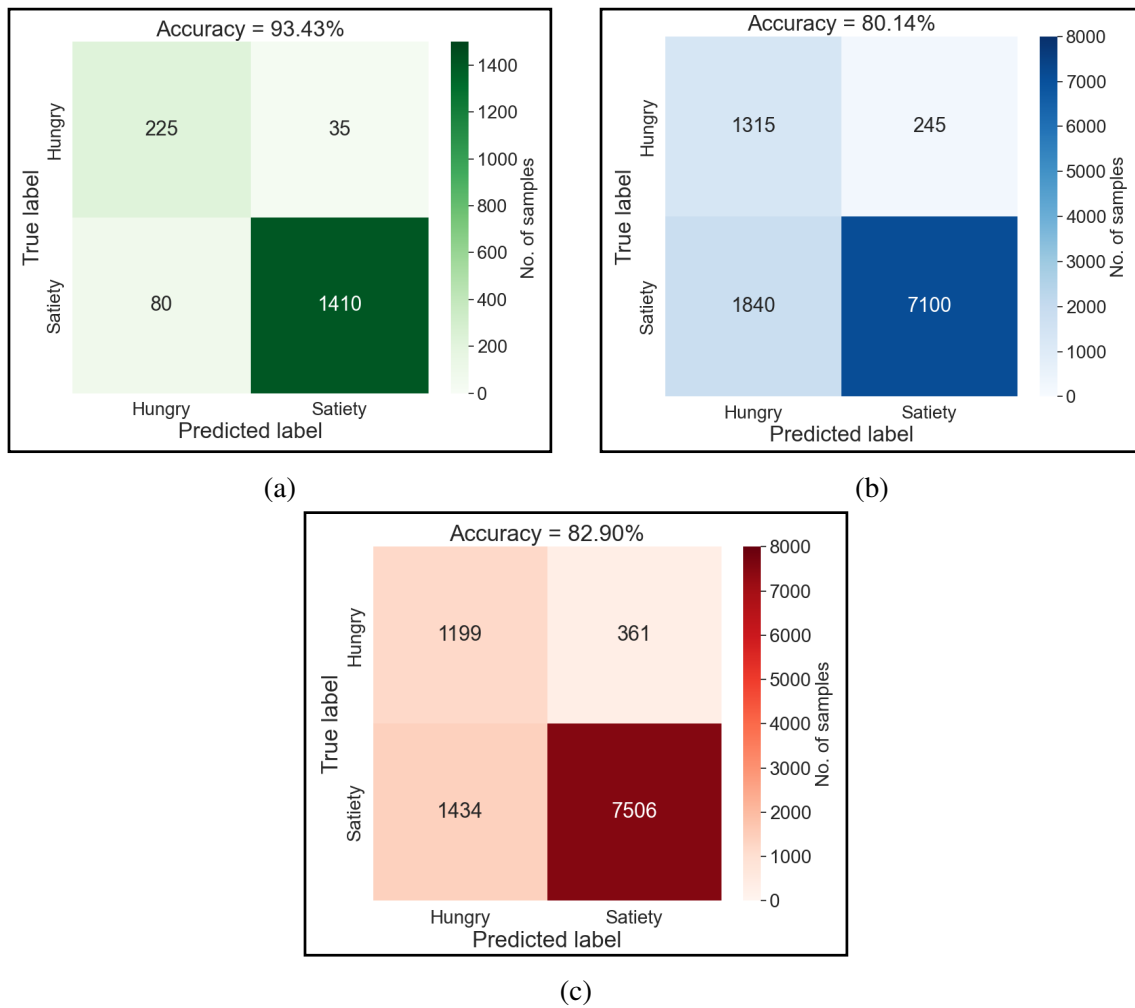 Accuracy = 93.43%
Hungry
225
35
Satiety
80
1410
Hungry
Satiety
True label
Predicted label
1400
1200
1000
800
600
400
200
0
No. of samples
(a)
Accuracy = 80.14%
Hungry
1315
245
Satiety
1840
7100
Hungry
Satiety
True label
Predicted label
8000
7000
6000
5000
4000
3000
2000
1000
0
No. of samples
(b)
Accuracy = 82.90%
Hungry
1199
361
Satiety
1434
7506
Hungry
Satiety
True label
Predicted label
8000
7000
6000
5000
4000
3000
2000
1000
0
No. of samples
(c)